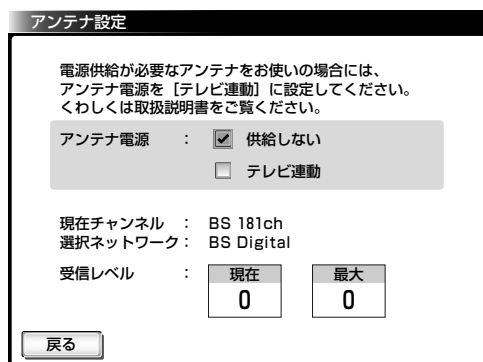 アンテナ設定
電源供給が必要なアンテナをお使いの場合には、
アンテナ電源を［テレビ連動］に設定してください。
くわしくは取扱説明書をご覧ください。
アンテナ電源 ： 供給しない
テレビ連動
現在チャンネル ： BS 181ch
選択ネットワーク： BS Digital
受信レベル ： 現在 最大
0 0
戻る